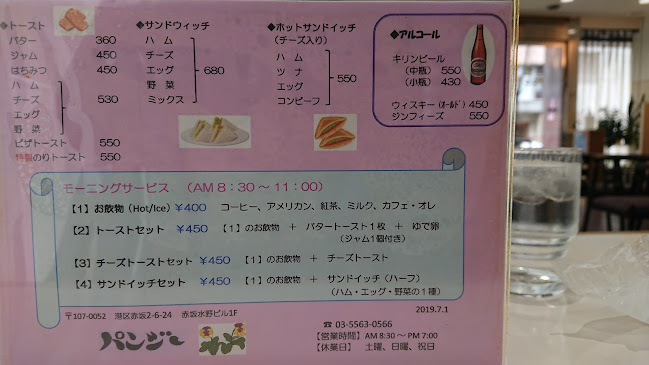 ◆トースト
バター 360
ジャム 450
はちみつ 450
ハム
チーズ 530
エッグ
野菜
ピザトースト 550
特製のりトースト 550
◆サンドウィッチ
ハム
チーズ
エッグ 680
野菜
ミックス
◆ホットサンドイッチ
(チーズ入り)
ハム
ツナ 550
エッグ
コンビーフ
◆アルコール
キリンビール
(中瓶) 550
(小瓶) 430
ウィスキー(オールド) 450
ジンフィーズ 550
モーニングサービス (AM 8:30~11:00)
【1】お飲物(Hot/Ice) ¥400 コーヒー、アメリカン、紅茶、ミルク、カフェ・オレ
【2】トーストセット ¥450 【1】のお飲物 + バタートースト1枚 + ゆで卵
(ジャム1個付き)
【3】チーズトーストセット ¥450 【1】のお飲物 + チーズトースト
【4】サンドイッチセット ¥450 【1】のお飲物 + サンドイッチ(ハーフ)
(ハム・エッグ・野菜の1種)
〒107-0052 港区赤坂2-6-24 赤坂水野ビル1F
2019.7.1
パンジー
☎ 03-5563-0566
【営業時間】AM 8:30~PM 7:00
【休業日】 土曜、日曜、祝日